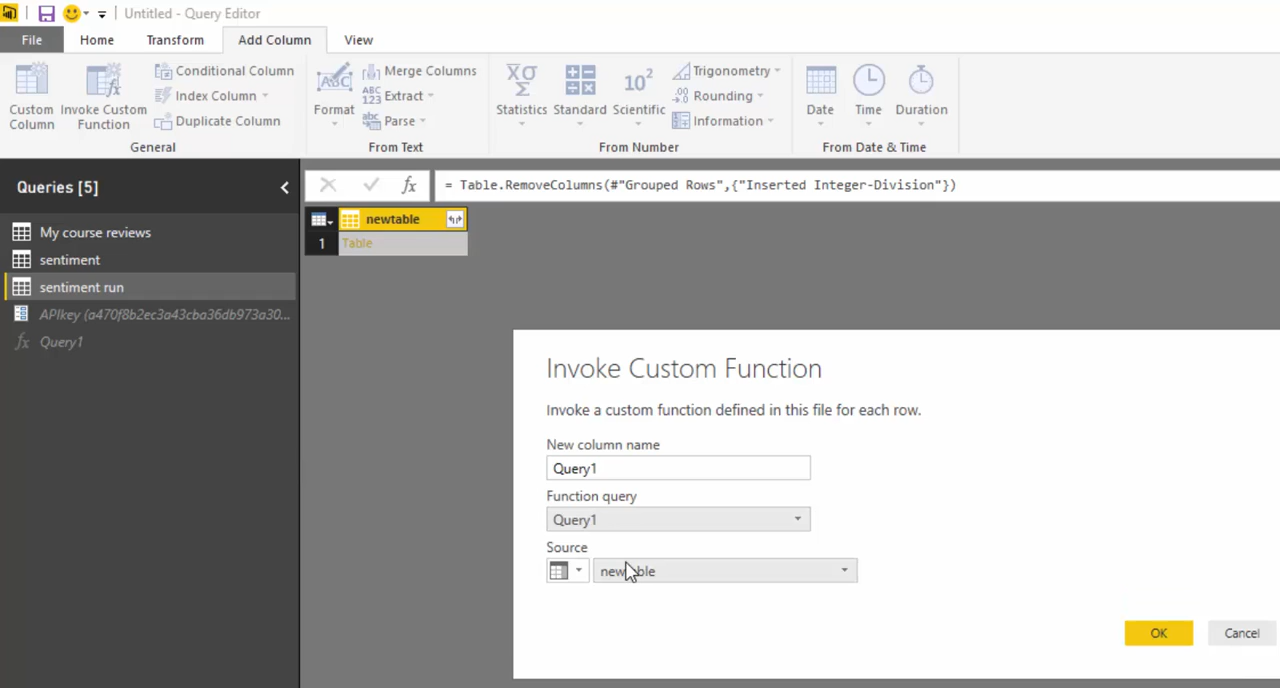 Untitled - Query Editor
File Home Transform Add Column View
Custom Column
Invoke Custom Function
Conditional Column
Index Column
Duplicate Column
General
Format
Merge Columns
Extract
Parse
From Text
Statistics
Standard
Scientific
Trigonometry
Rounding
Information
From Number
Date
Time
Duration
From Date & Time
Queries [5]
My course reviews
sentiment
sentiment run
APIkey (a470f8b2ec3a43cba36db973a30...
Query1
= Table.RemoveColumns(#"Grouped Rows",{"Inserted Integer-Division"})
newtable
1 Table
Invoke Custom Function
Invoke a custom function defined in this file for each row.
New column name
Query1
Function query
Query1
Source
newtable
OK Cancel